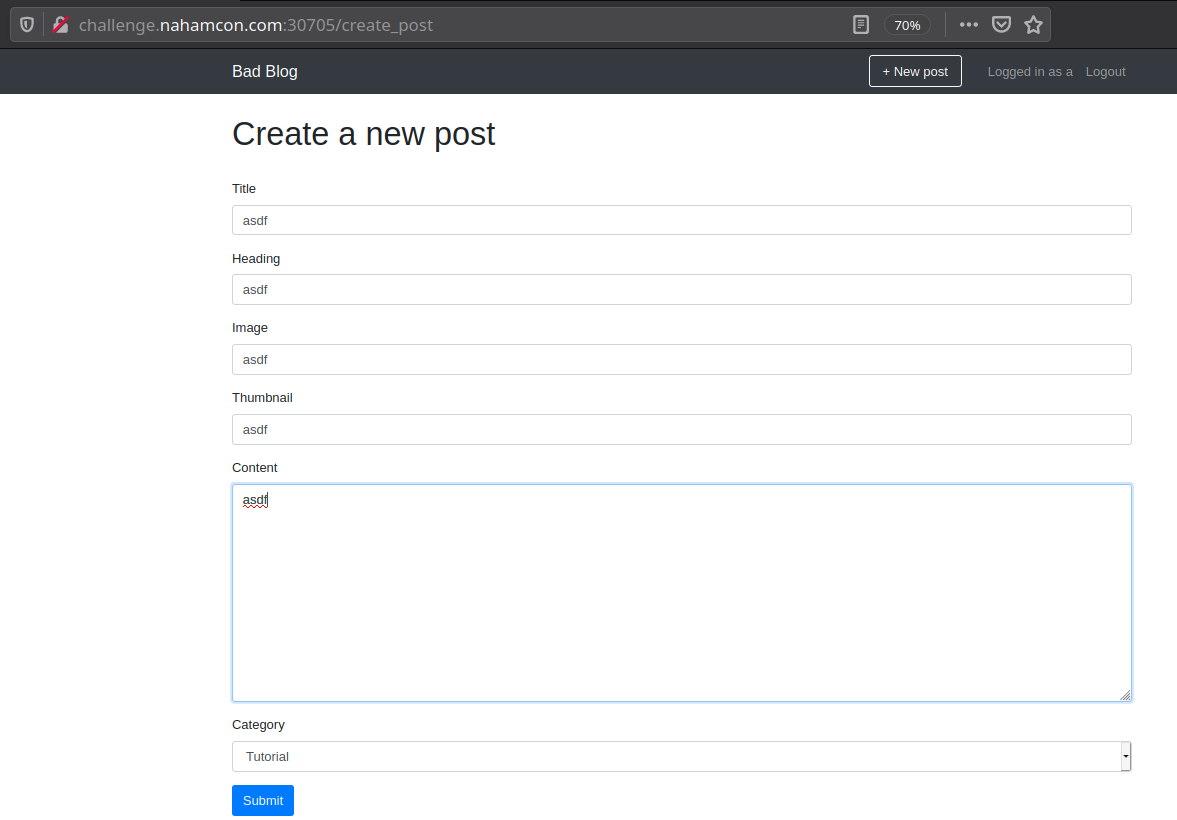 challenge.nahamcon.com:30705/create_post
70%
Bad Blog
+ New post
Logged in as a
Logout
Create a new post
Title
asdf
Heading
asdf
Image
asdf
Thumbnail
asdf
Content
asdf
Category
Tutorial
Submit